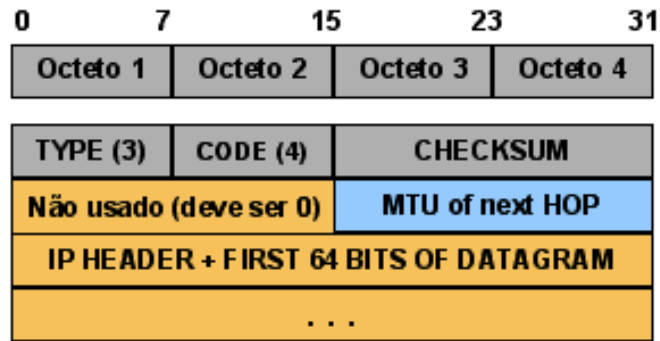 0 7 15 23 31
Octeto 1 Octeto 2 Octeto 3 Octeto 4
TYPE (3) CODE (4) CHECKSUM
Não usado (deve ser 0) MTU of next HOP
IP HEADER + FIRST 64 BITS OF DATAGRAM
. . .